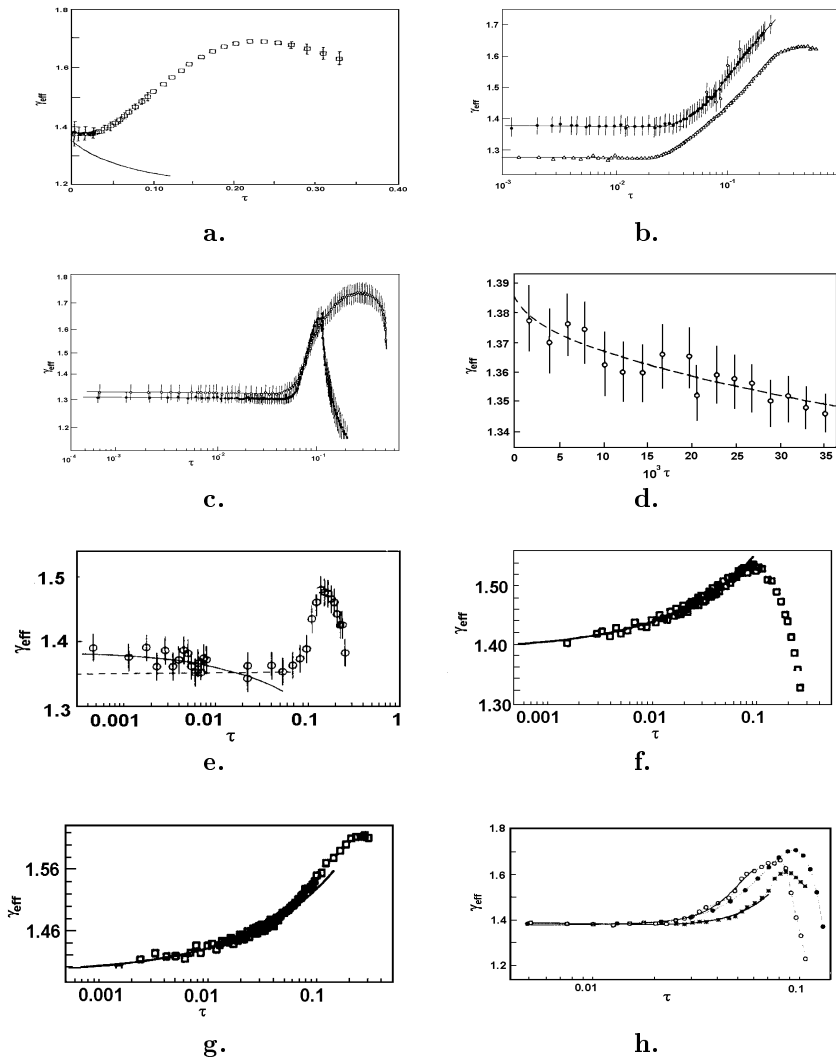 1.8
1.6
γeff
1.4
1.2
0 0.10 0.20 0.30 0.40
τ
a.
1.7
1.6
γeff
1.5
1.4
1.3
10⁻³ 10⁻² 10⁻¹
τ
b.
1.8
1.7
1.6
γeff
1.5
1.4
1.3
1.2
10⁻⁴ 10⁻³ 10⁻² 10⁻¹
τ
c.
1.39
1.38
1.37
γeff
1.36
1.35
1.34
0 5 10 15 20 25 30 35
10³ τ
d.
1.5
γeff
1.4
1.3
0.001 0.01 0.1 1
τ
e.
1.50
γeff
1.40
1.30
0.001 0.01 0.1
τ
f.
1.56
γeff
1.46
0.001 0.01 0.1
τ
g.
1.8
1.6
γeff
1.4
1.2
0.01 τ 0.1
h.